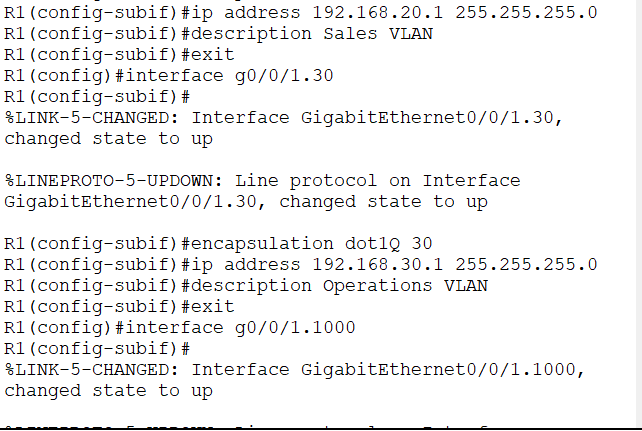 R1(config-subif)#ip address 192.168.20.1 255.255.255.0
R1(config-subif)#description Sales VLAN
R1(config-subif)#exit
R1(config)#interface g0/0/1.30
R1(config-subif)#
%LINK-5-CHANGED: Interface GigabitEthernet0/0/1.30,
changed state to up
%LINEPROTO-5-UPDOWN: Line protocol on Interface
GigabitEthernet0/0/1.30, changed state to up
R1(config-subif)#encapsulation dot1Q 30
R1(config-subif)#ip address 192.168.30.1 255.255.255.0
R1(config-subif)#description Operations VLAN
R1(config-subif)#exit
R1(config)#interface g0/0/1.1000
R1(config-subif)#
%LINK-5-CHANGED: Interface GigabitEthernet0/0/1.1000,
changed state to up